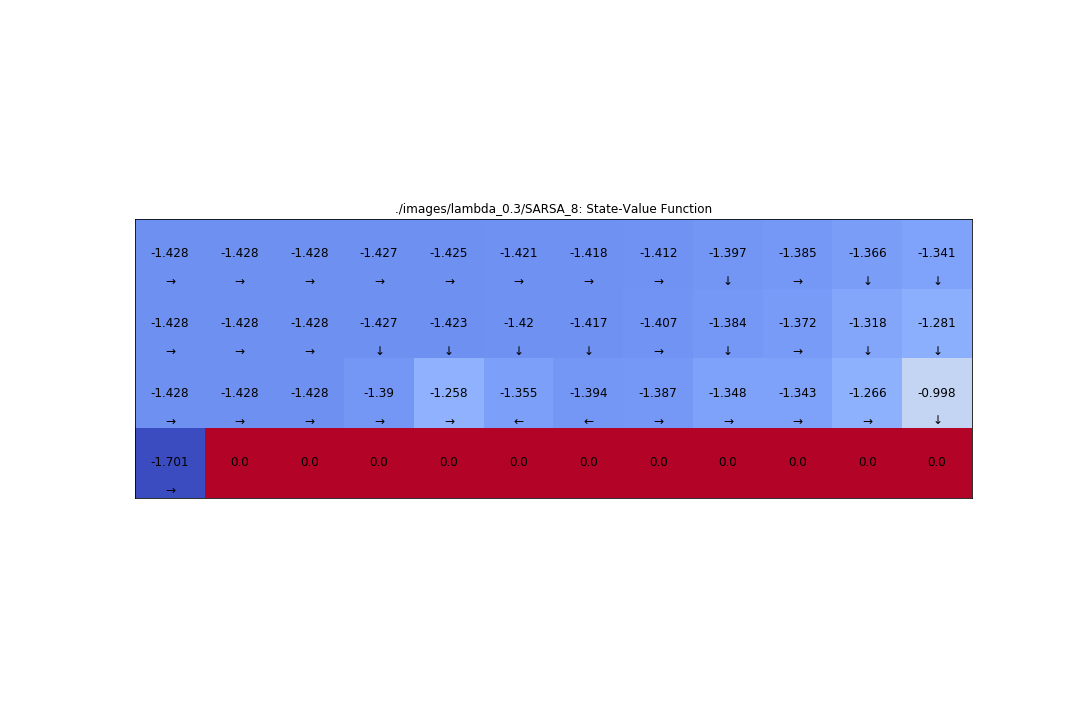 ./images/lambda_0.3/SARSA_8: State-Value Function
-1.428 -1.428 -1.428 -1.427 -1.425 -1.421 -1.418 -1.412 -1.397 -1.385 -1.366 -1.341
→ → → → → → → → ↓ → ↓ ↓
-1.428 -1.428 -1.428 -1.427 -1.423 -1.42 -1.417 -1.407 -1.384 -1.372 -1.318 -1.281
→ → → ↓ ↓ ↓ ↓ → ↓ → ↓ ↓
-1.428 -1.428 -1.428 -1.39 -1.258 -1.355 -1.394 -1.387 -1.348 -1.343 -1.266 -0.998
→ → → → → ← ← → → → → ↓
-1.701 0.0 0.0 0.0 0.0 0.0 0.0 0.0 0.0 0.0 0.0 0.0
→